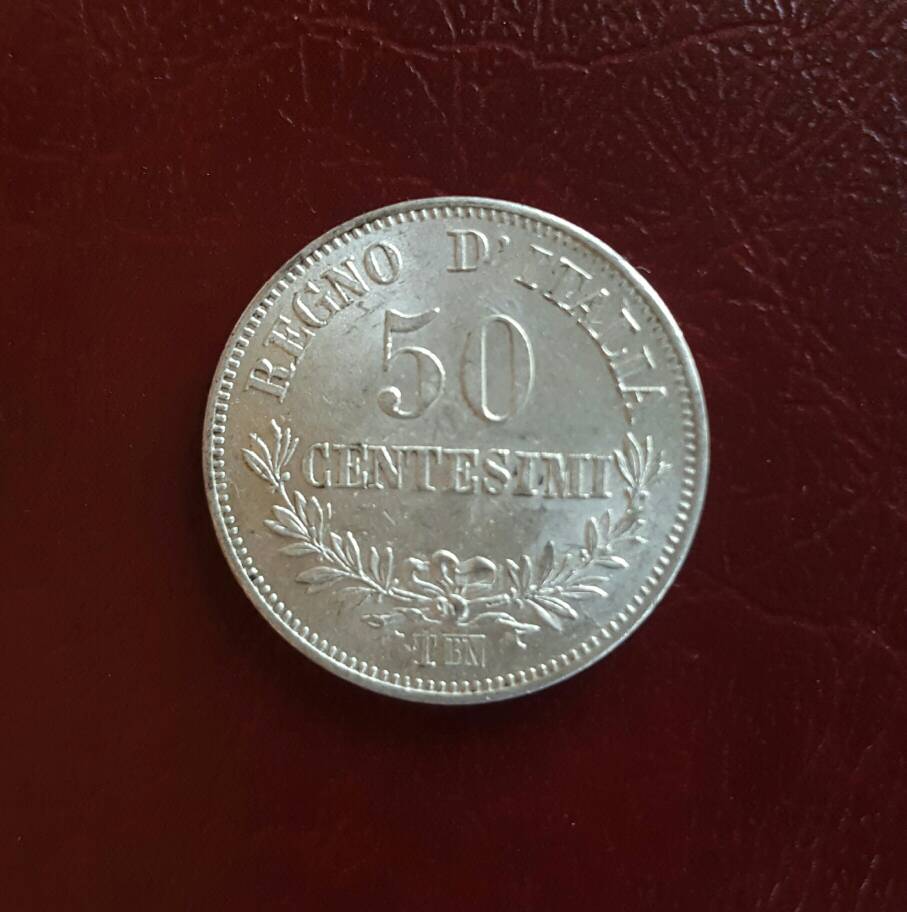 REGNO D' ITALIA
50
CENTESIMI
T BN